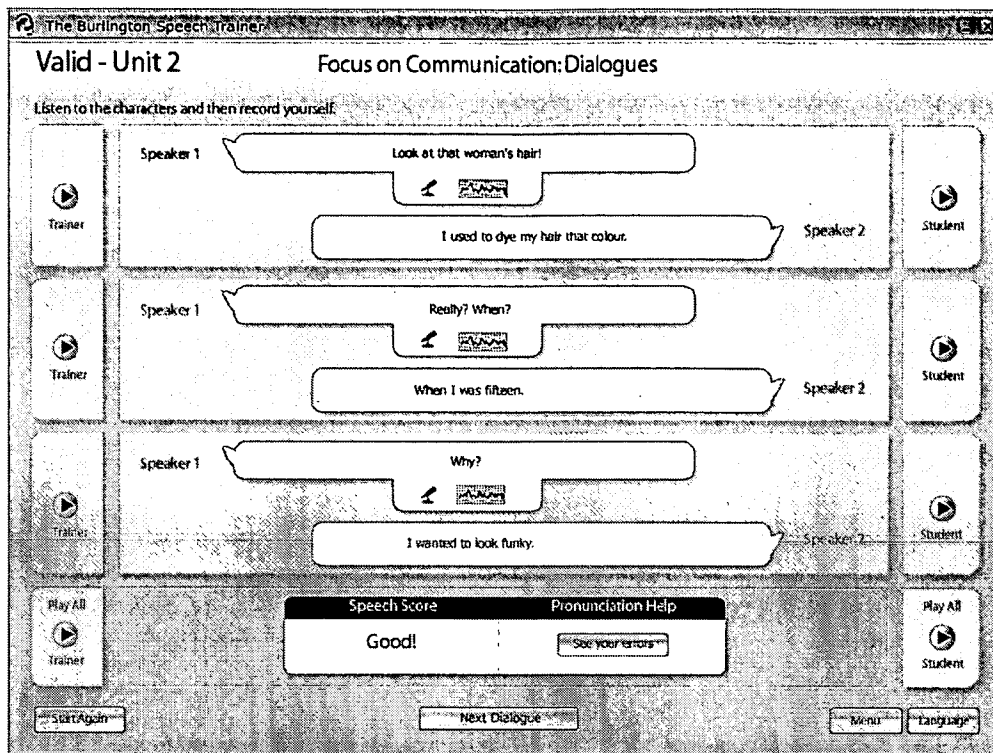 The Burlington Speech Trainer
Valid - Unit 2
Focus on Communication: Dialogues
Listen to the characters and then record yourself.
Speaker 1
Look at that woman's hair!
Trainer
Student
I used to dye my hair that colour.
Speaker 2
Speaker 1
Really? When?
Trainer
Student
When I was fifteen.
Speaker 2
Speaker 1
Why?
Trainer
Student
I wanted to look funky.
Speaker 2
Play All
Trainer
Speech Score
Pronunciation Help
Good!
See your errors
Play All
Student
Start Again
Next Dialogue
Menu
Language